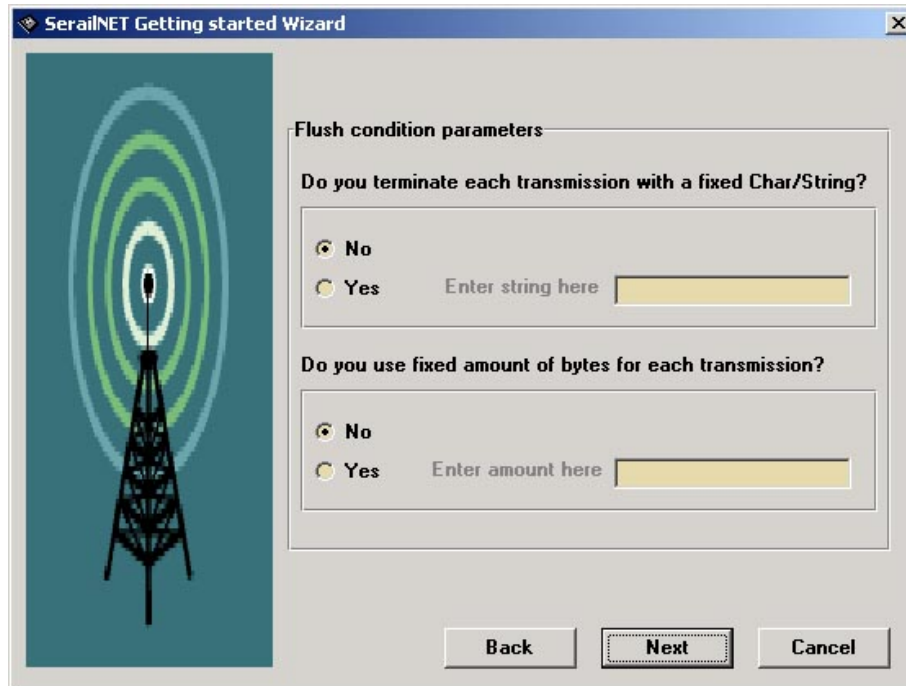 SerailNET Getting started Wizard
Flush condition parameters
Do you terminate each transmission with a fixed Char/String?
No
Yes Enter string here
Do you use fixed amount of bytes for each transmission?
No
Yes Enter amount here
Back Next Cancel